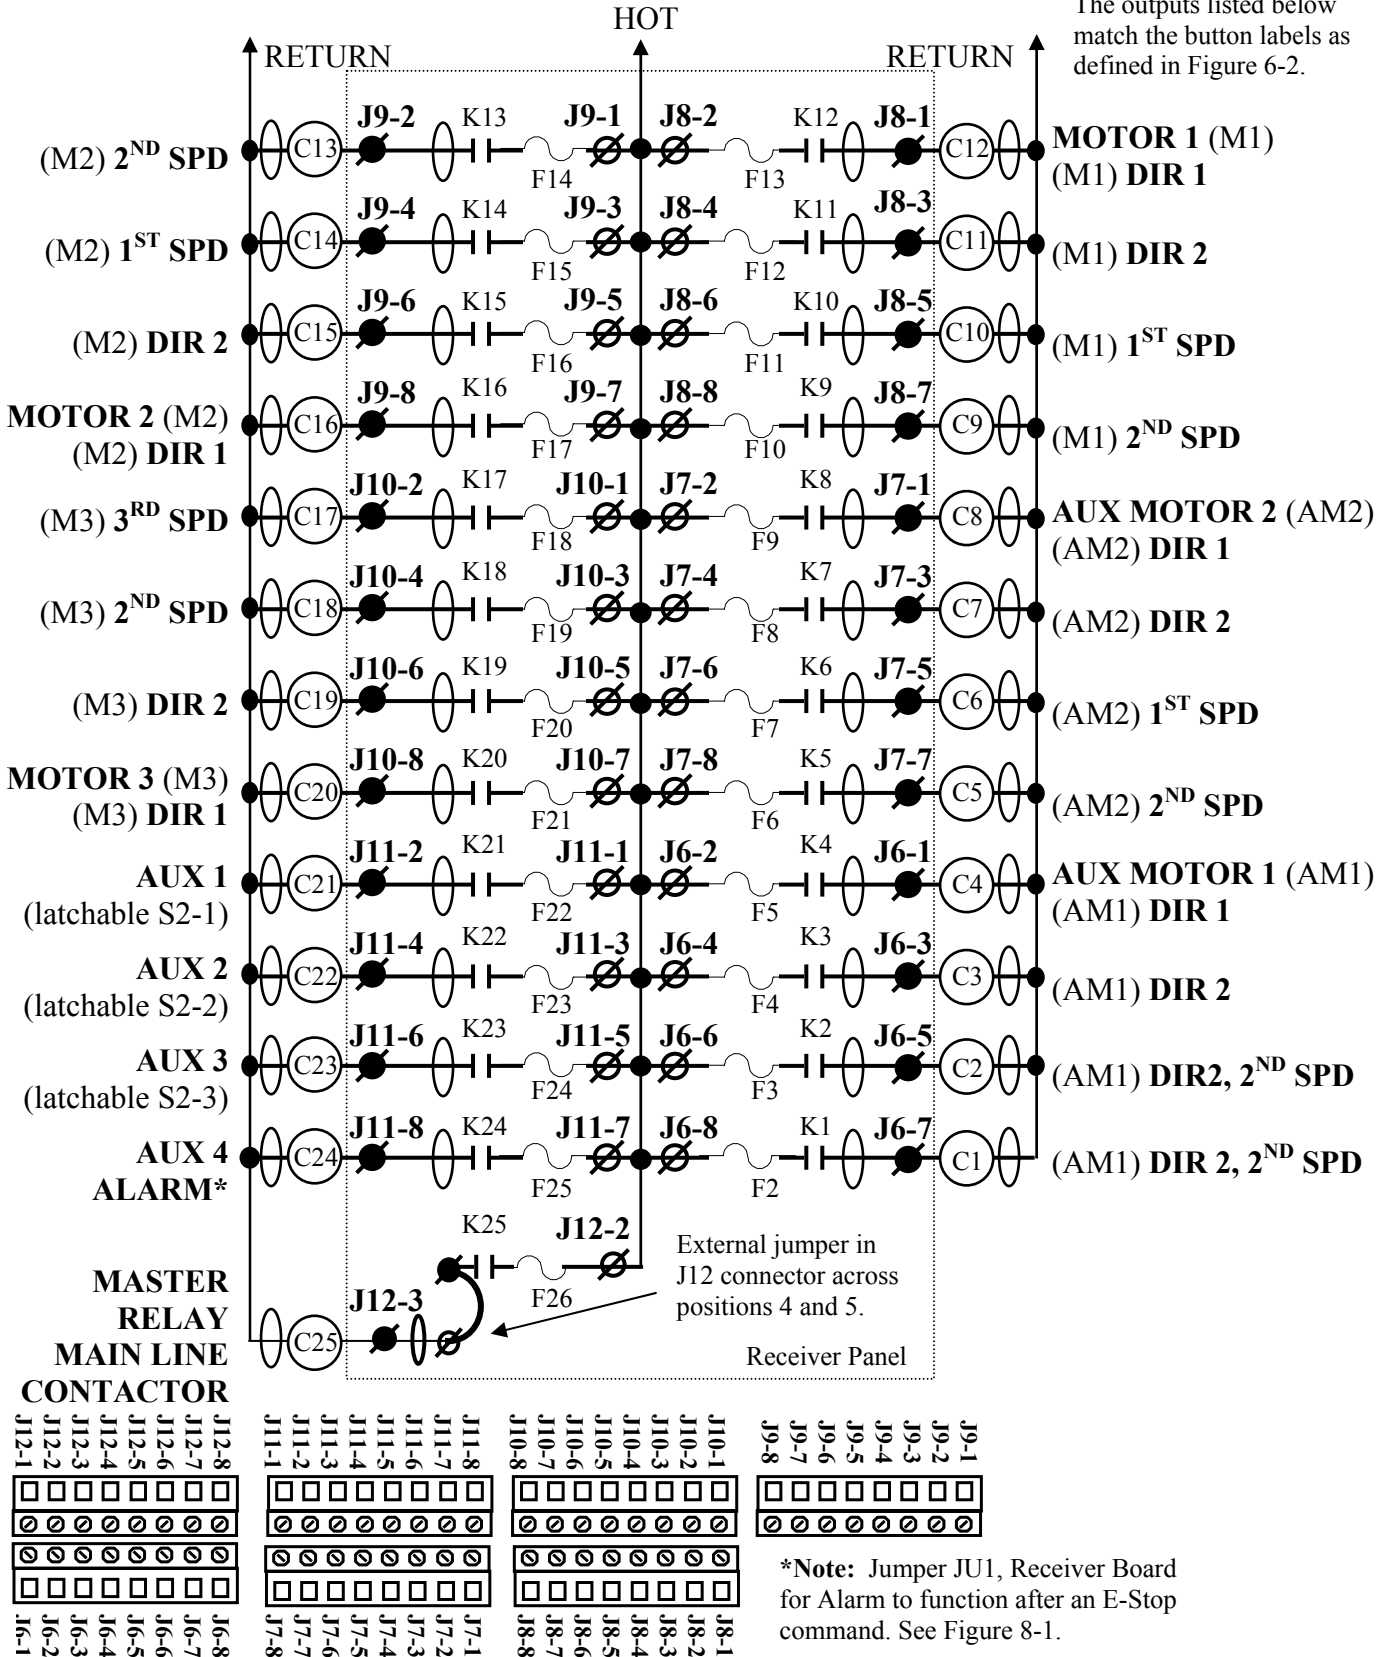 HOT
The outputs listed below
match the button labels as
defined in Figure 6-2.
RETURN RETURN
J9-2 K13 J9-1 J8-2 K12 J8-1
(M2) 2ND SPD C13 F14 F13 C12 MOTOR 1 (M1)
(M1) DIR 1
J9-4 K14 J9-3 J8-4 K11 J8-3
(M2) 1ST SPD C14 F15 F12 C11 (M1) DIR 2
J9-6 K15 J9-5 J8-6 K10 J8-5
(M2) DIR 2 C15 F16 F11 C10 (M1) 1ST SPD
J9-8 K16 J9-7 J8-8 K9 J8-7
MOTOR 2 (M2) C16 F17 F10 C9 (M1) 2ND SPD
(M2) DIR 1
J10-2 K17 J10-1 J7-2 K8 J7-1
(M3) 3RD SPD C17 F18 F9 C8 AUX MOTOR 2 (AM2)
(AM2) DIR 1
J10-4 K18 J10-3 J7-4 K7 J7-3
(M3) 2ND SPD C18 F19 F8 C7 (AM2) DIR 2
J10-6 K19 J10-5 J7-6 K6 J7-5
(M3) DIR 2 C19 F20 F7 C6 (AM2) 1ST SPD
J10-8 K20 J10-7 J7-8 K5 J7-7
MOTOR 3 (M3) C20 F21 F6 C5 (AM2) 2ND SPD
(M3) DIR 1
J11-2 K21 J11-1 J6-2 K4 J6-1
AUX 1 C21 F22 F5 C4 AUX MOTOR 1 (AM1)
(latchable S2-1) (AM1) DIR 1
J11-4 K22 J11-3 J6-4 K3 J6-3
AUX 2 C22 F23 F4 C3 (AM1) DIR 2
(latchable S2-2)
J11-6 K23 J11-5 J6-6 K2 J6-5
AUX 3 C23 F24 F3 C2 (AM1) DIR2, 2ND SPD
(latchable S2-3)
J11-8 K24 J11-7 J6-8 K1 J6-7
AUX 4 C24 F25 F2 C1 (AM1) DIR 2, 2ND SPD
ALARM*
K25 J12-2
F26
External jumper in
J12 connector across
positions 4 and 5.
MASTER
RELAY
MAIN LINE
CONTACTOR
J12-3
C25
Receiver Panel
J12-1 J12-2 J12-3 J12-4 J12-5 J12-6 J12-7 J12-8
J11-1 J11-2 J11-3 J11-4 J11-5 J11-6 J11-7 J11-8
J10-8 J10-7 J10-6 J10-5 J10-4 J10-3 J10-2 J10-1
J9-8 J9-7 J9-6 J9-5 J9-4 J9-3 J9-2 J9-1
J6-1 J6-2 J6-3 J6-4 J6-5 J6-6 J6-7 J6-8
J7-8 J7-7 J7-6 J7-5 J7-4 J7-3 J7-2 J7-1
J8-8 J8-7 J8-6 J8-5 J8-4 J8-3 J8-2 J8-1
*Note: Jumper JU1, Receiver Board
for Alarm to function after an E-Stop
command. See Figure 8-1.